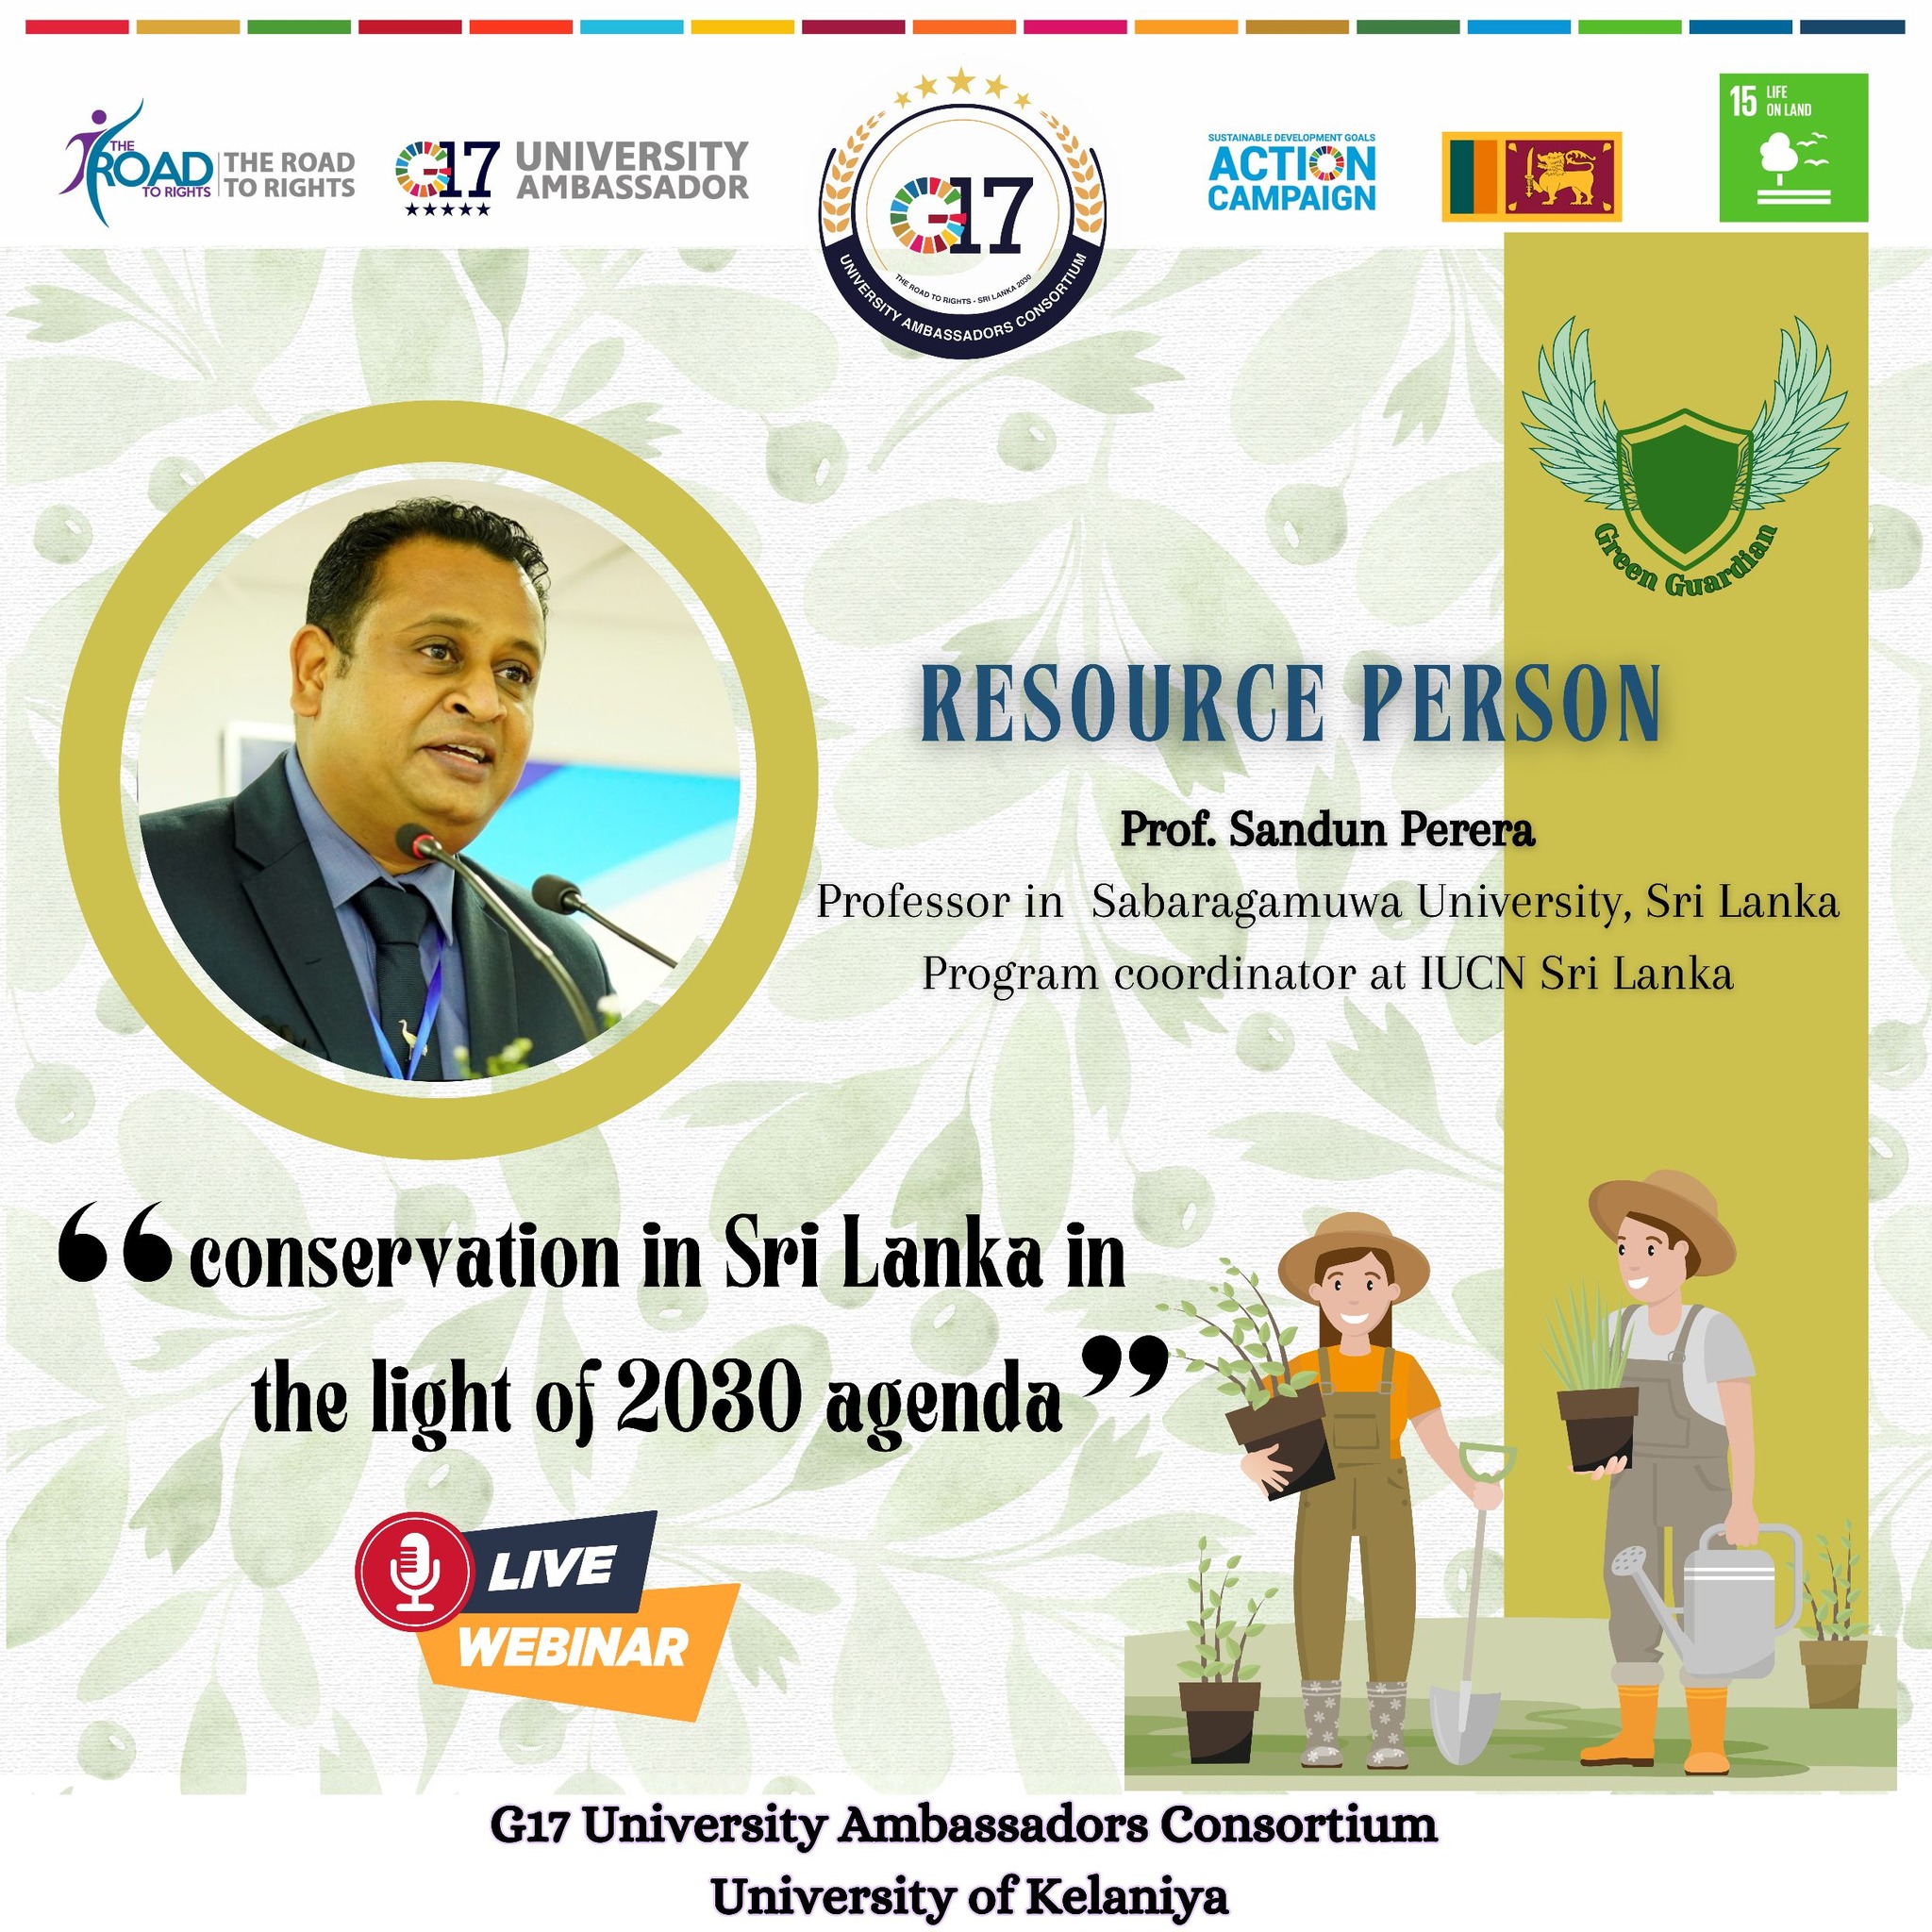 THE
ROAD
TO RIGHTS
THE ROAD
TO RIGHTS
G17
UNIVERSITY
AMBASSADOR
G17
THE ROAD TO RIGHTS - SRI LANKA 2030
UNIVERSITY AMBASSADORS CONSORTIUM
SUSTAINABLE DEVELOPMENT GOALS
ACTION
CAMPAIGN
15 LIFE
ON LAND
Green Guardian
RESOURCE PERSON
Prof. Sandun Perera
Professor in Sabaragamuwa University, Sri Lanka
Program coordinator at IUCN Sri Lanka
“conservation in Sri Lanka in
the light of 2030 agenda”
LIVE
WEBINAR
G17 University Ambassadors Consortium
University of Kelaniya